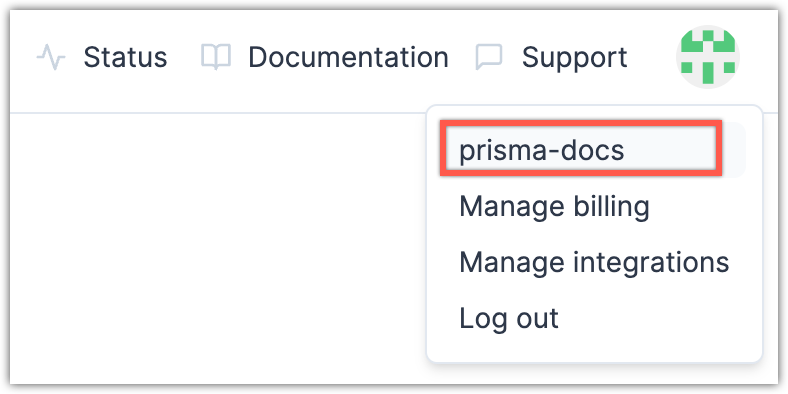 Status Documentation Support
prisma-docs
Manage billing
Manage integrations
Log out